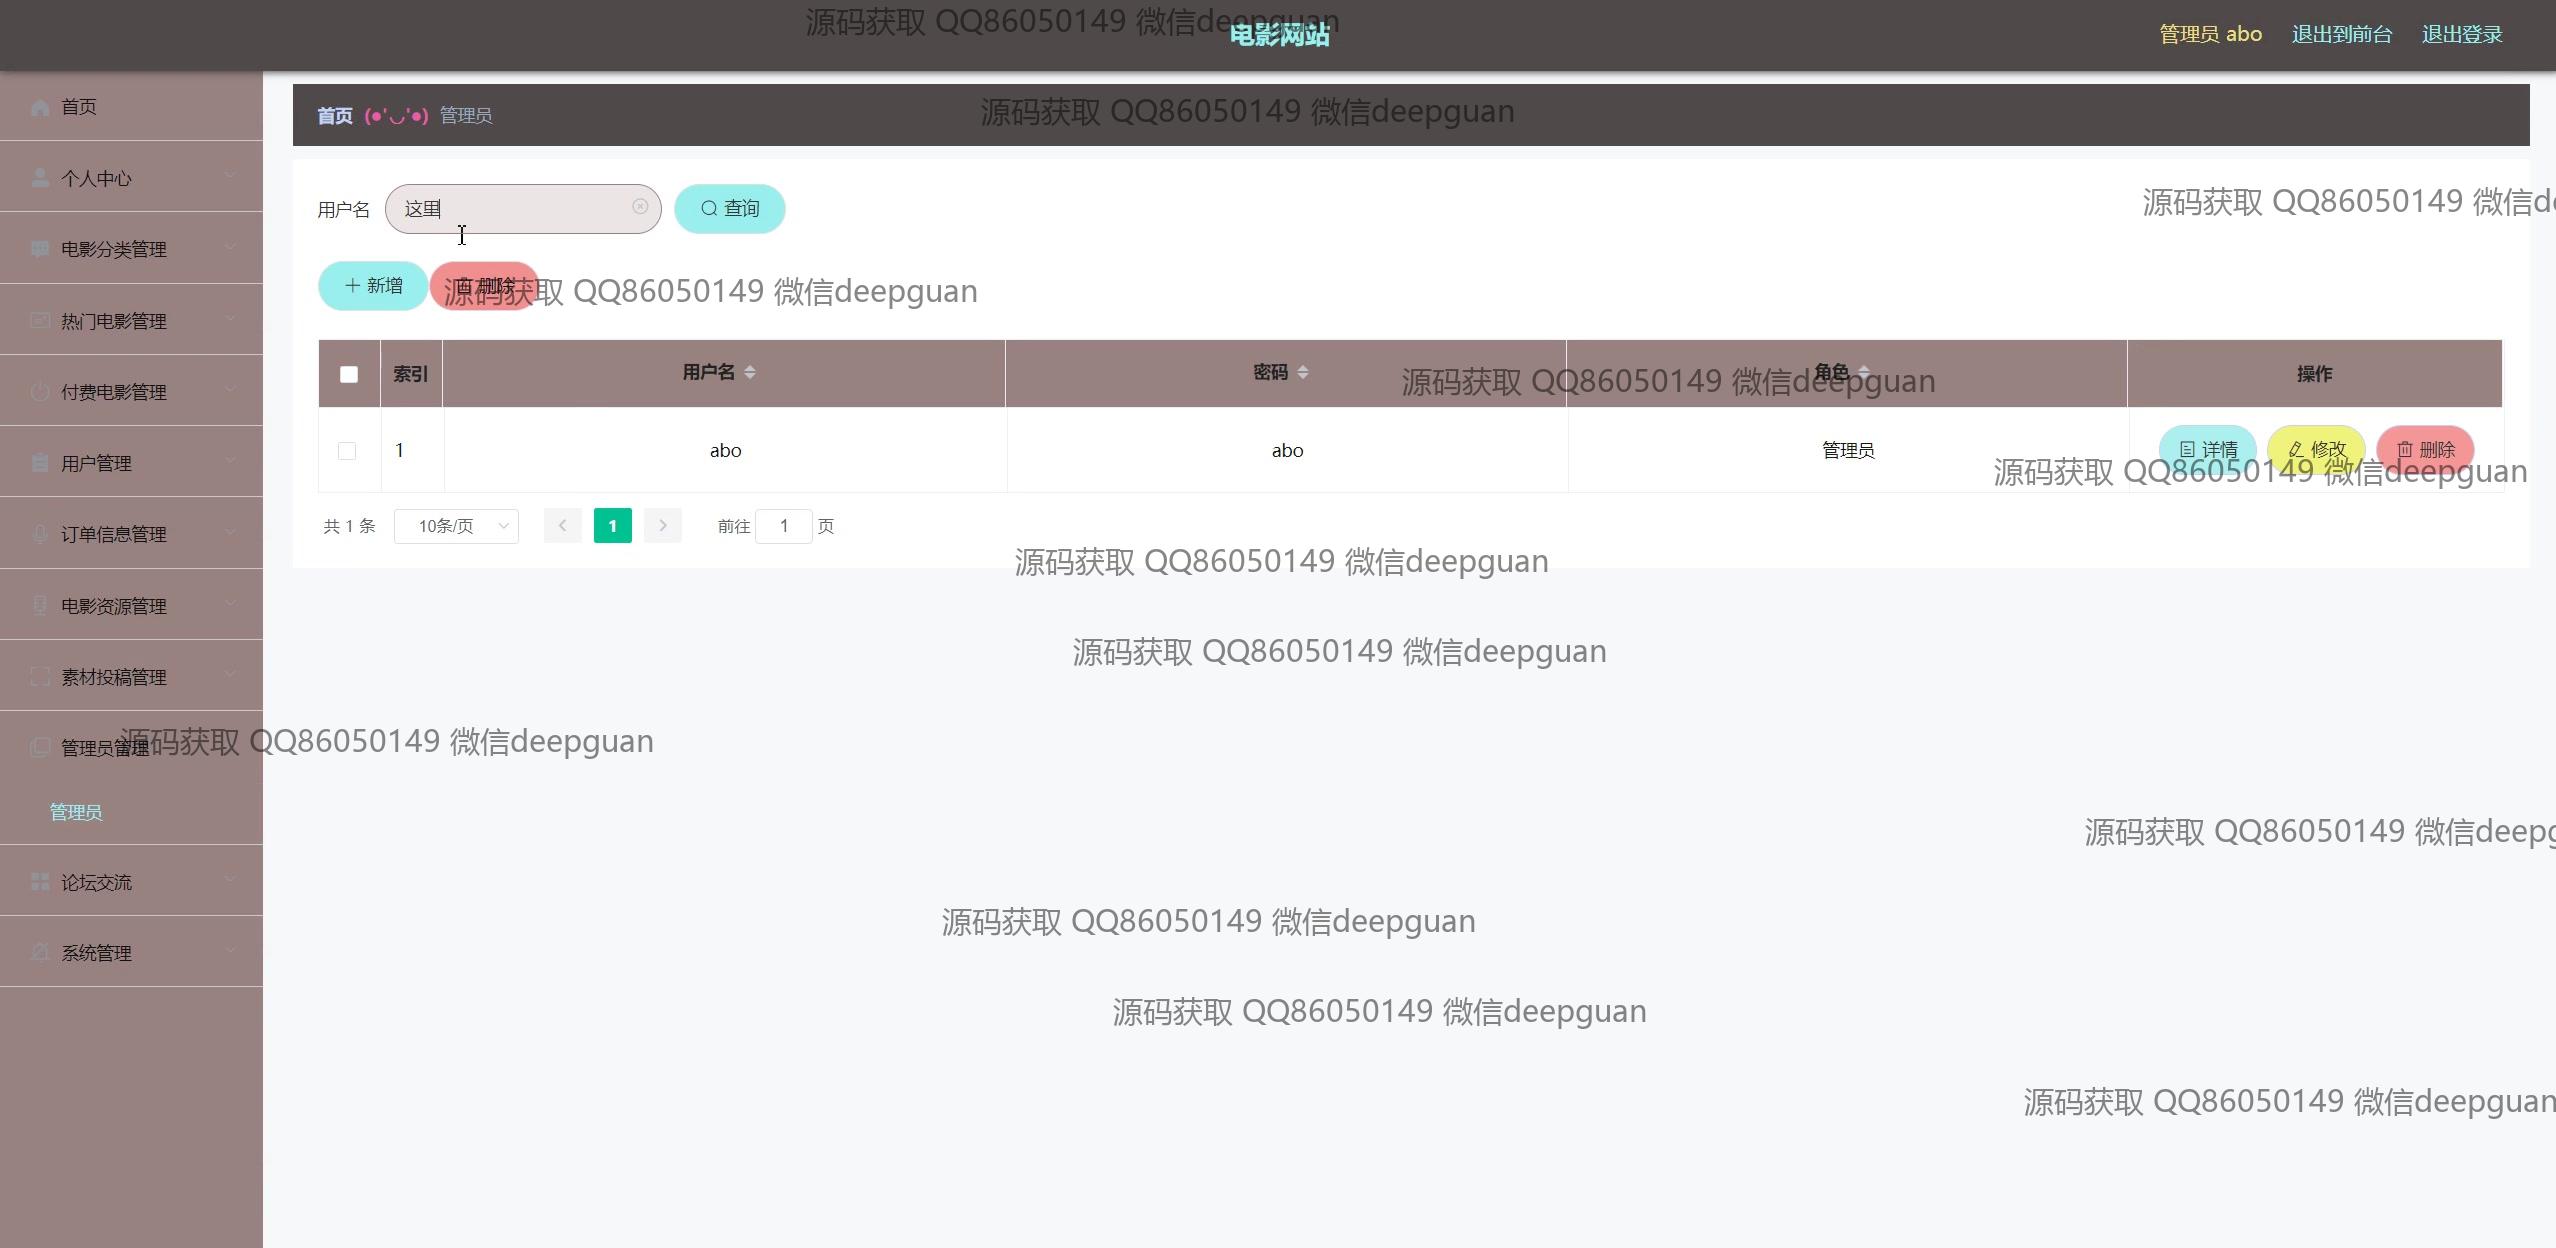 源码获取 QQ86050149 微信deepguan
电影网站
管理员 abo 退出到前台 退出登录
首页
首页 (●'◡'●) 管理员
源码获取 QQ86050149 微信deepguan
个人中心
用户名 这里 查询
源码获取 QQ86050149 微信de
电影分类管理
新增 删除
源码获取 QQ86050149 微信deepguan
热门电影管理
索引 用户名 密码 角色 操作
源码获取 QQ86050149 微信deepguan
付费电影管理
1 abo abo 管理员 详情 修改 删除
用户管理
源码获取 QQ86050149 微信deepguan
共 1 条 10条/页 1 前往 1 页
订单信息管理
源码获取 QQ86050149 微信deepguan
电影资源管理
源码获取 QQ86050149 微信deepguan
素材投稿管理
管理员管理
源码获取 QQ86050149 微信deepguan
管理员
源码获取 QQ86050149 微信deepg
论坛交流
源码获取 QQ86050149 微信deepguan
系统管理
源码获取 QQ86050149 微信deepguan
源码获取 QQ86050149 微信deepguan